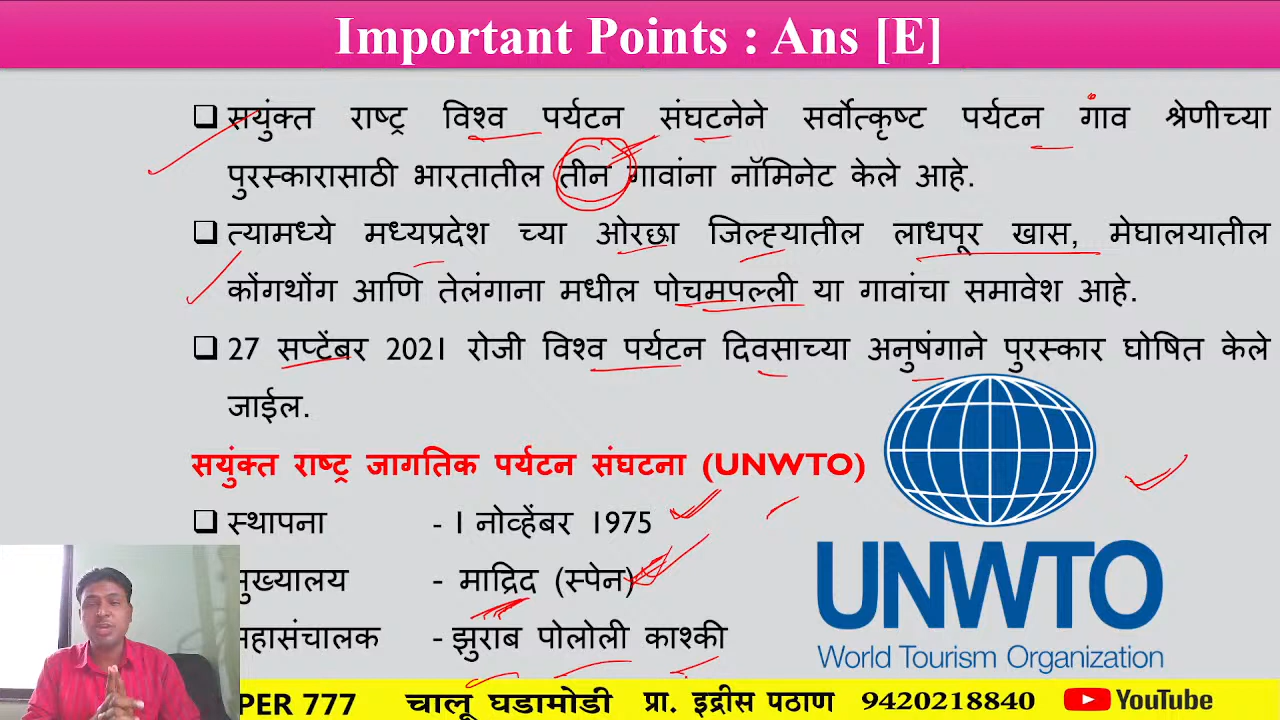 Important Points : Ans [E]
❑ सयुंक्त राष्ट्र विश्व पर्यटन संघटनेने सर्वोत्कृष्ट पर्यटन गाव श्रेणीच्या
पुरस्कारासाठी भारतातील तीन गावांना नॉमिनेट केले आहे.
❑ त्यामध्ये मध्यप्रदेश च्या ओरछा जिल्ह्यातील लाधपूर खास, मेघालयातील
कोंगथोंग आणि तेलंगाना मधील पोचमपल्ली या गावांचा समावेश आहे.
❑ 27 सप्टेंबर 2021 रोजी विश्व पर्यटन दिवसाच्या अनुषंगाने पुरस्कार घोषित केले
जाईल.
सयुंक्त राष्ट्र जागतिक पर्यटन संघटना (UNWTO)
❑ स्थापना - 1 नोव्हेंबर 1975
- माद्रिद (स्पेन)
- झुराब पोलोली काश्की
UNWTO
World Tourism Organization
PER 777 चालू घडामोडी प्रा. इद्रीस पठाण 9420218840 YouTube